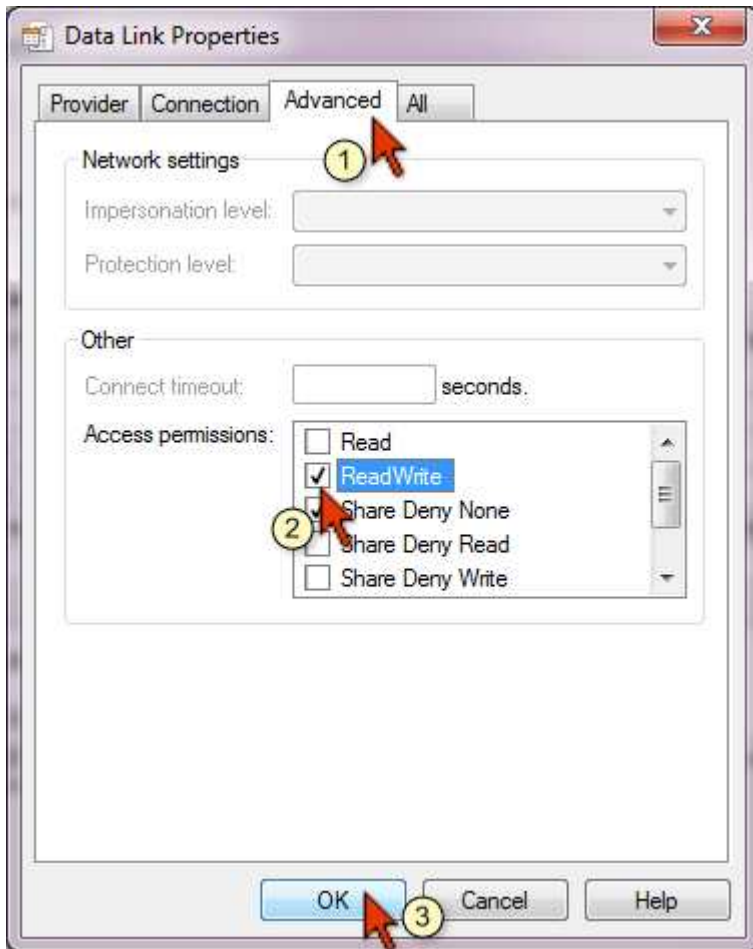 Data Link Properties
Provider Connection Advanced All
1
Network settings
Impersonation level:
Protection level:
Other
Connect timeout: seconds.
Access permissions: Read
ReadWrite
Share Deny None
2
Share Deny Read
Share Deny Write
OK Cancel Help
3